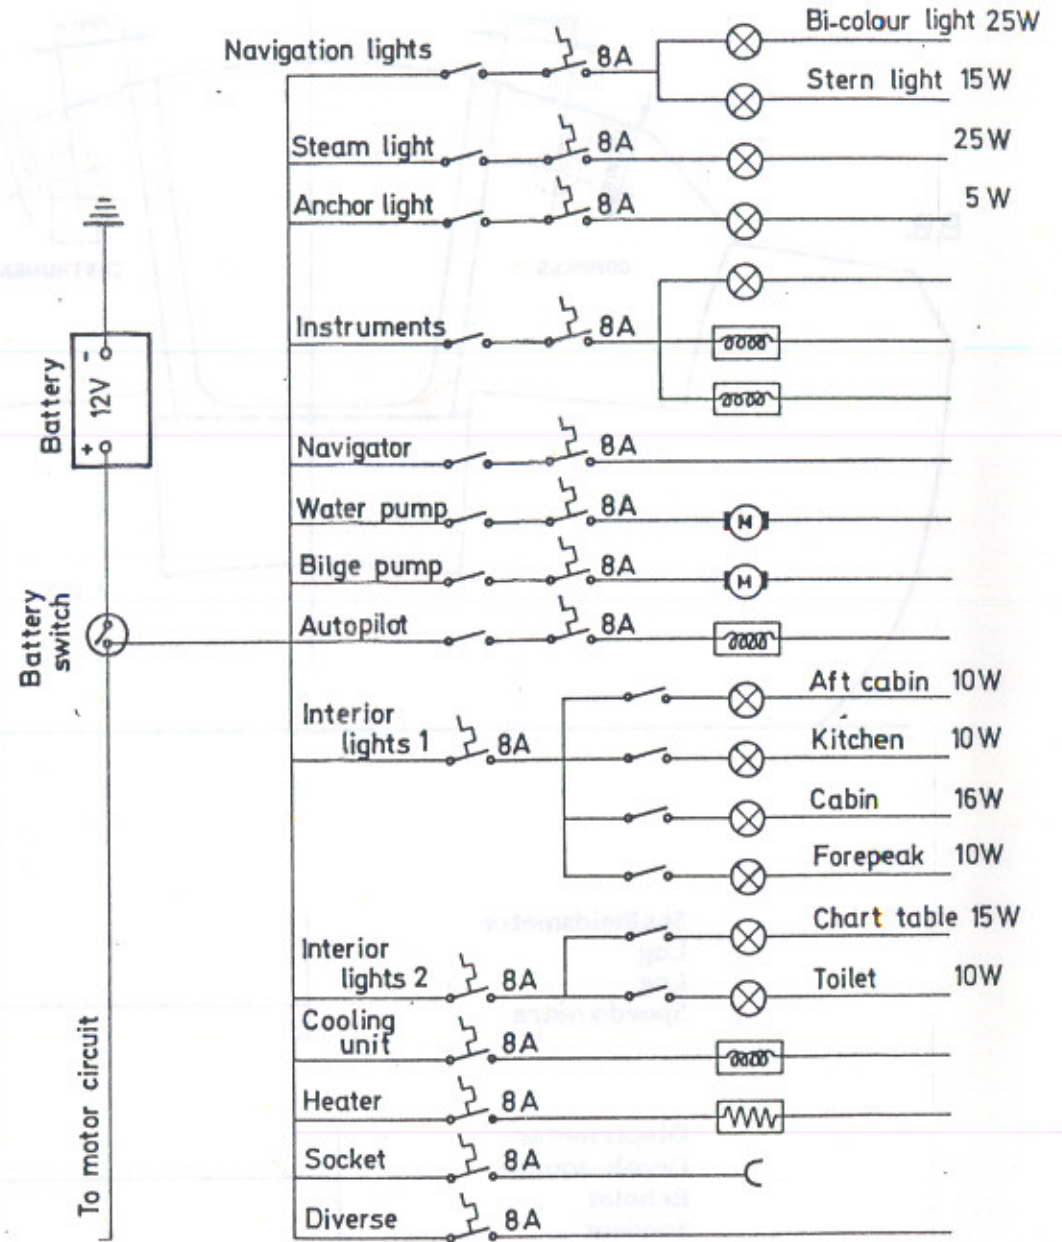 Bi-colour light 25W
Navigation lights
8A
Stern light 15W
Steam light
8A
25W
Anchor light
8A
5W
Instruments
8A
Battery
- 12V +
Navigator
8A
Water pump
8A
M
Bilge pump
8A
M
Battery
switch
Autopilot
8A
Aft cabin 10W
Interior
lights 1
8A
Kitchen 10W
Cabin 16W
Forepeak 10W
Chart table 15W
Interior
lights 2
8A
Toilet 10W
Cooling
unit
8A
Heater
8A
Socket
8A
Diverse
8A
To motor circuit